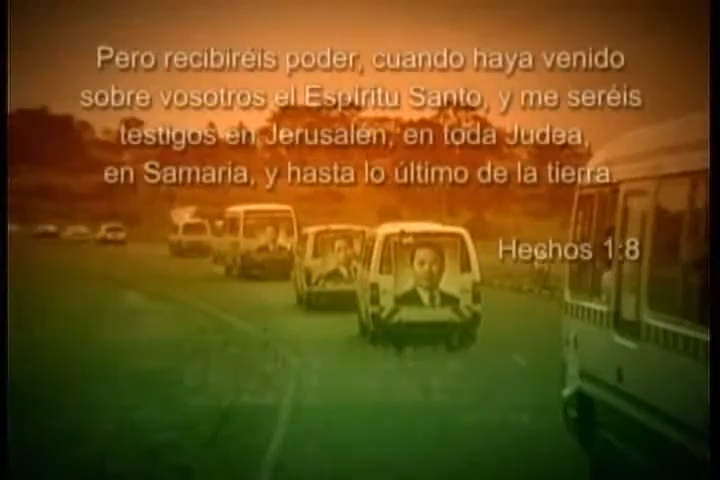 Pero recibiréis poder, cuando haya venido
sobre vosotros el Espíritu Santo, y me seréis
testigos en Jerusalén, en toda Judea,
en Samaria, y hasta lo último de la tierra.
Hechos 1:8